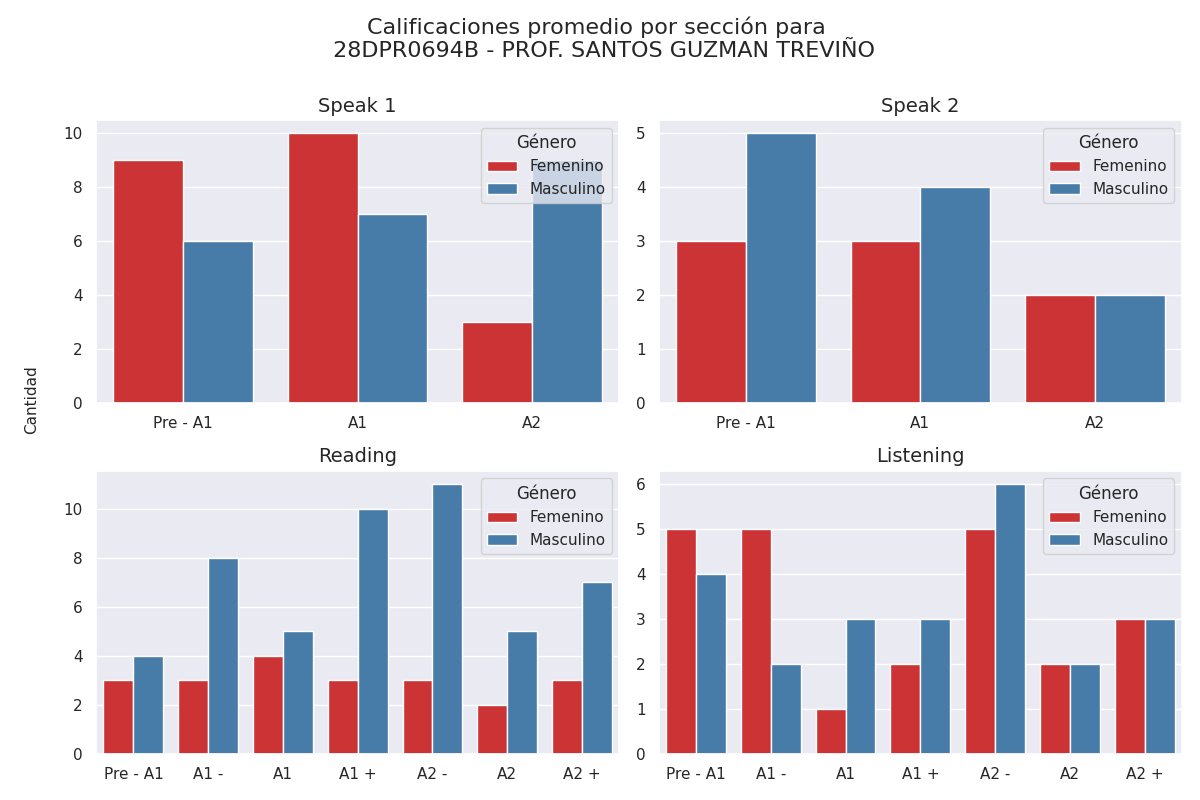 Calificaciones promedio por sección para
28DPR0694B - PROF. SANTOS GUZMAN TREVIÑO
Cantidad
Speak 1
10
8
6
4
2
0
Pre - A1 A1 A2
Género
Femenino
Masculino
Speak 2
5
4
3
2
1
0
Pre - A1 A1 A2
Género
Femenino
Masculino
Reading
10
8
6
4
2
0
Pre - A1 A1 - A1 A1 + A2 - A2 A2 +
Género
Femenino
Masculino
Listening
6
5
4
3
2
1
0
Pre - A1 A1 - A1 A1 + A2 - A2 A2 +
Género
Femenino
Masculino